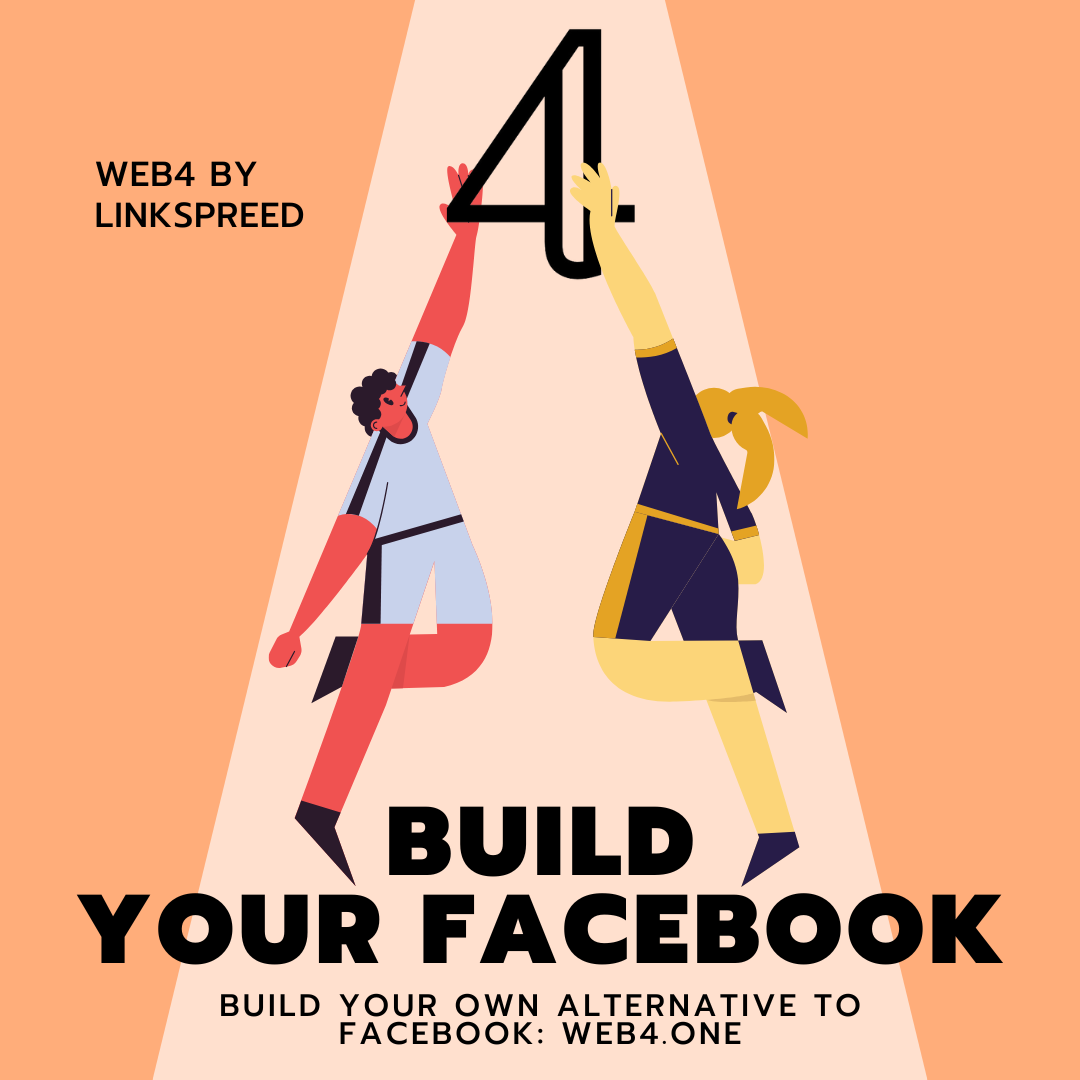 4
WEB4 BY
LINKSPREED
BUILD
YOUR FACEBOOK
BUILD YOUR OWN ALTERNATIVE TO
FACEBOOK: WEB4.ONE